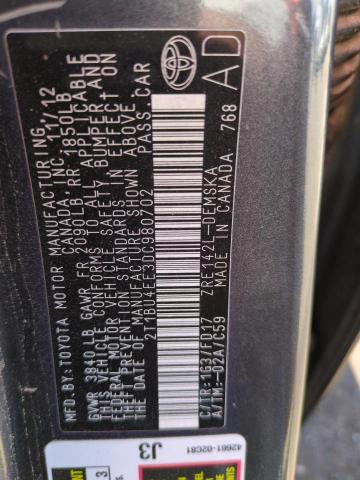 MFD.BY:TOYOTA MOTOR MANUFACTURING
CANADA, INC. 11/12
GVWR 3840LB GAWR FR 2090LB RR 1850LB
THIS VEHICLE CONFORMS TO ALL APPLICABLE
FEDERAL MOTOR VEHICLE SAFETY BUMPER AND
THEFT PREVENTION STANDARDS IN EFFECT ON
THE DATE OF MANUFACTURE SHOWN ABOVE.
2T1BU4EE3DC980702 PASS.CAR
C/TR:1G3/FD17 ZRE142L-DEMSKA
A/TM:-02A/C59 MADE IN CANADA 768
AD
42661-02C81
J3
3